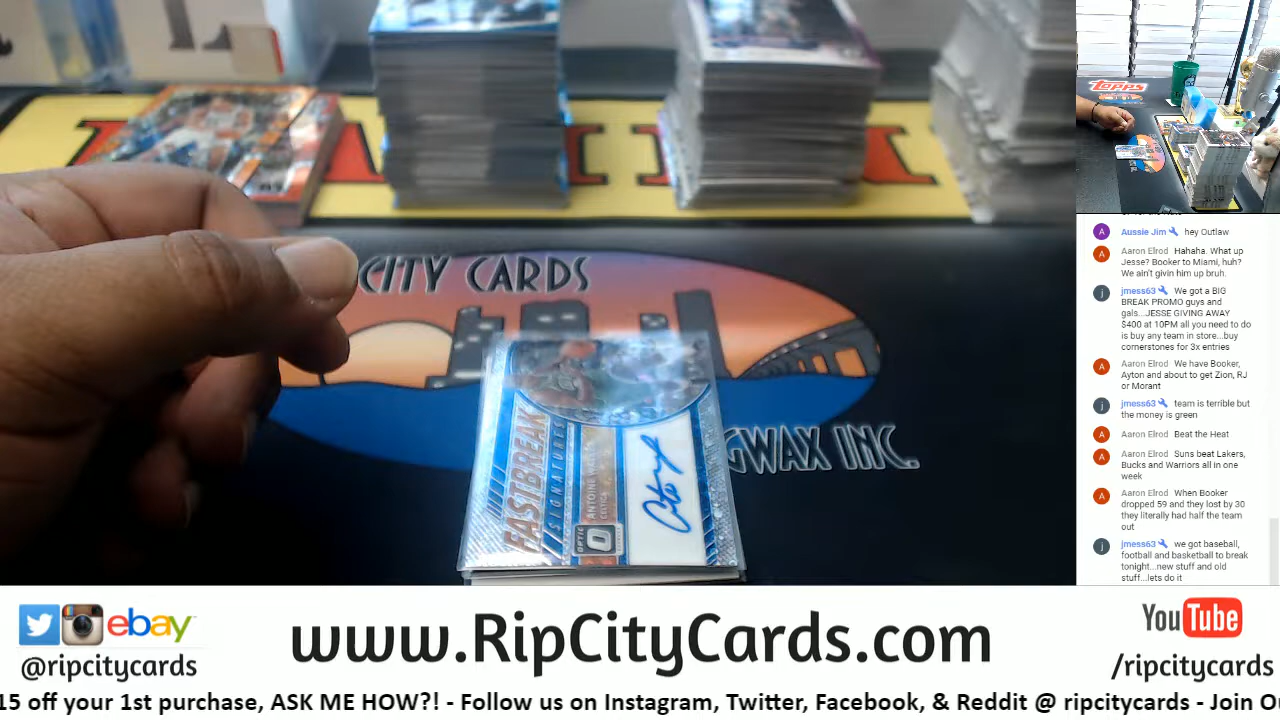 CITY CARDS
GWAX INC.
FASTBREAK
SIGNATURES
ANTOINE
CELTICS
OPTIC
Topps
Aussie Jim hey Outlaw
Aaron Elrod Hahaha. What up
Jesse? Booker to Miami, huh?
We ain't givin him up bruh.
jmess63 We got a BIG
BREAK PROMO guys and
gals...JESSE GIVING AWAY
$400 at 10PM all you need to do
is buy any team in store...buy
cornerstones for 3x entries
Aaron Elrod We have Booker,
Ayton and about to get Zion, RJ
or Morant
jmess63 team is terrible but
the money is green
Aaron Elrod Beat the Heat
Aaron Elrod Suns beat Lakers,
Bucks and Warriors all in one
week
Aaron Elrod When Booker
dropped 59 and they lost by 30
they literally had half the team
out
jmess63 we got baseball,
football and basketball to break
tonight...new stuff and old
stuff...lets do it
ebay
@ripcitycards
www.RipCityCards.com
YouTube
/ripcitycards
15 off your 1st purchase, ASK ME HOW?! - Follow us on Instagram, Twitter, Facebook, & Reddit @ ripcitycards - Join